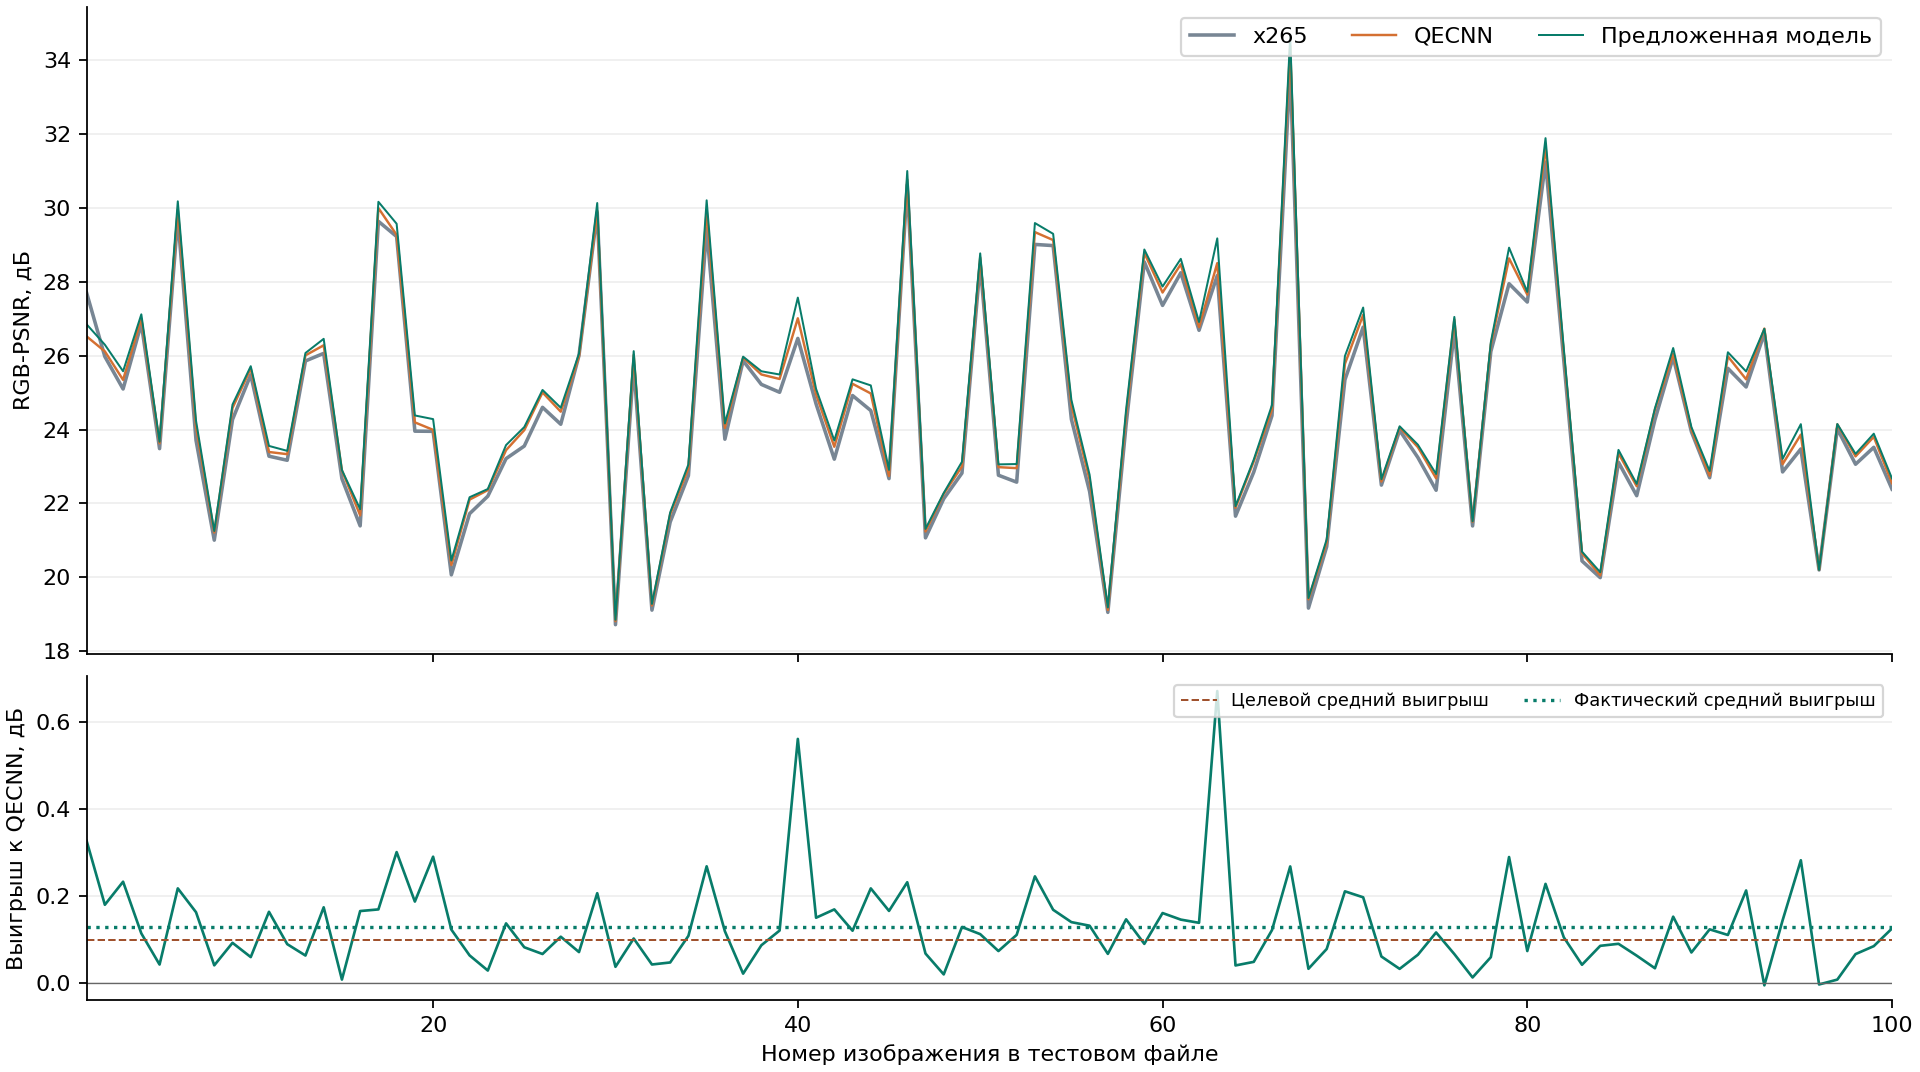 x265 QECNN Предложенная модель
34
32
30
28
26
24
22
20
18
RGB-PSNR, дБ
Целевой средний выигрыш Фактический средний выигрыш
0.6
0.4
0.2
0.0
Выигрыш к QECNN, дБ
20 40 60 80 100
Номер изображения в тестовом файле